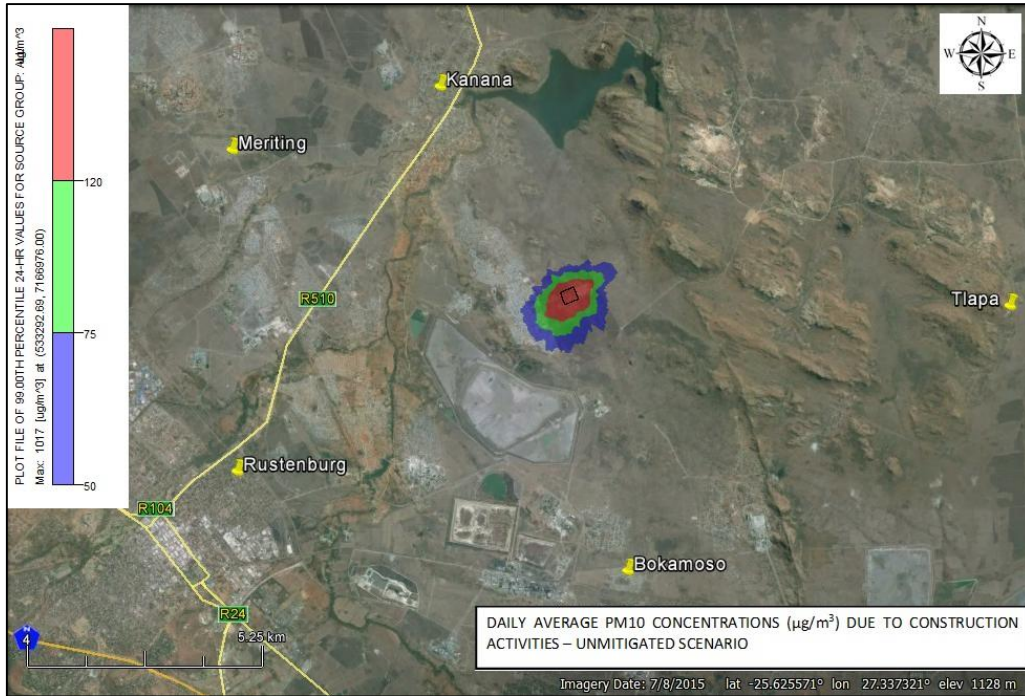 PLOT FILE OF 99.00TH PERCENTILE 24-HR VALUES FOR SOURCE GROUP:
Max: 1017 [ug/m^3] at (533292.69, 7166976.00)
120
75
50
N
W
E
S
Kanana
Meriting
R510
Tlapa
Rustenburg
R104
Bokamoso
R24
N
4
5.25 km
DAILY AVERAGE PM10 CONCENTRATIONS (µg/m³) DUE TO CONSTRUCTION
ACTIVITIES – UNMITIGATED SCENARIO
Imagery Date: 7/8/2015 lat -25.625571° lon 27.337321° elev 1128 m